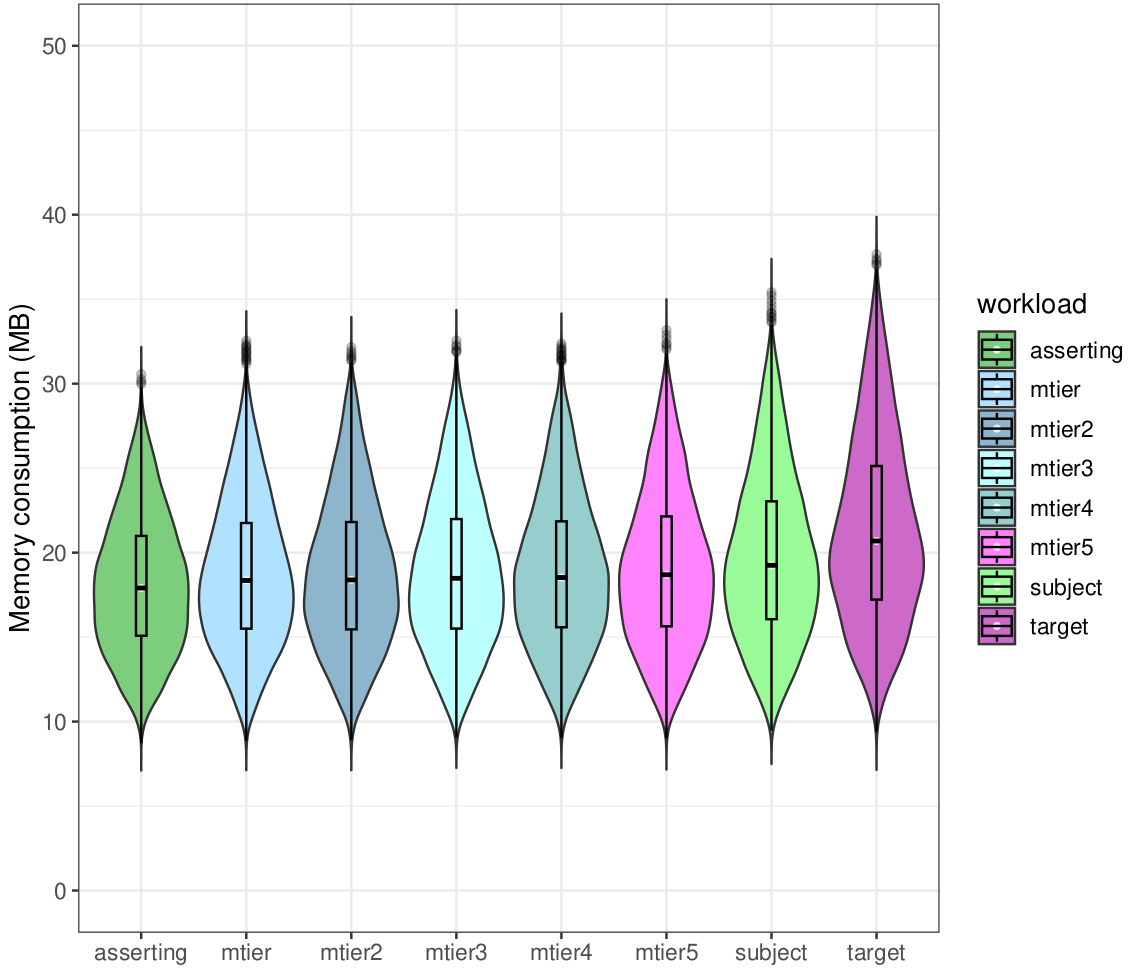 Memory consumption (MB)
50
40
30
20
10
0
asserting mtier mtier2 mtier3 mtier4 mtier5 subject target
workload
asserting
mtier
mtier2
mtier3
mtier4
mtier5
subject
target